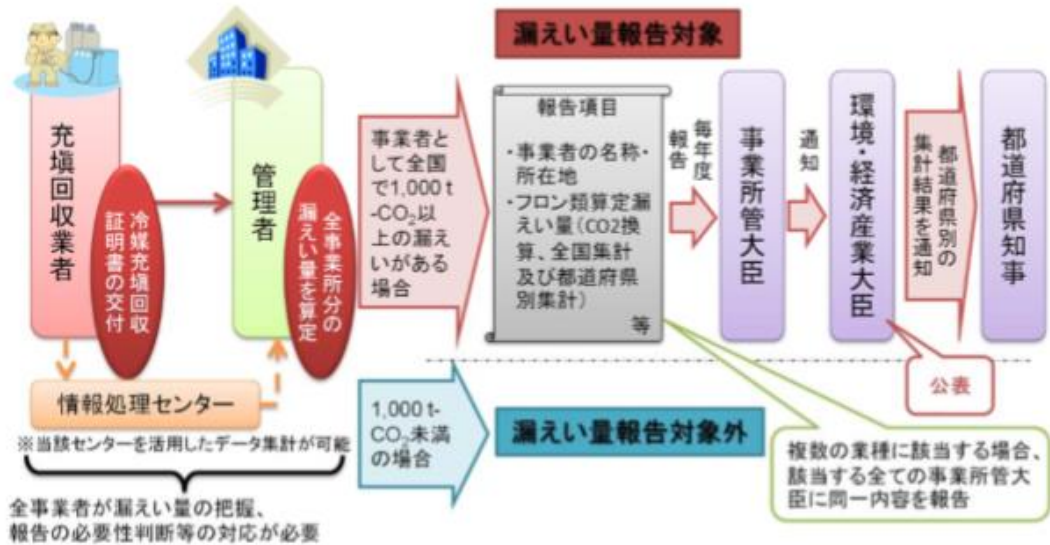 漏えい量報告対象
充塡回収業者
冷媒充塡回収
証明書の交付
管理者
全事業所分の
漏えい量を算定
情報処理センター
※当該センターを活用したデータ集計が可能
全事業者が漏えい量の把握、
報告の必要性判断等の対応が必要
事業者と
して全国
で1,000 t
-CO₂以
上の漏え
いがある
場合
報告項目
・事業者の名称・
所在地
・フロン類算定漏
えい量(CO2換
算、全国集計
及び都道府県
別集計)
等
毎年度
報告
事業所管大臣
通知
環境・経済産業大臣
公表
都道府県別の
集計結果を通知
都道府県知事
1,000 t-
CO₂未満
の場合
漏えい量報告対象外
複数の業種に該当する場合、
該当する全ての事業所管大
臣に同一内容を報告